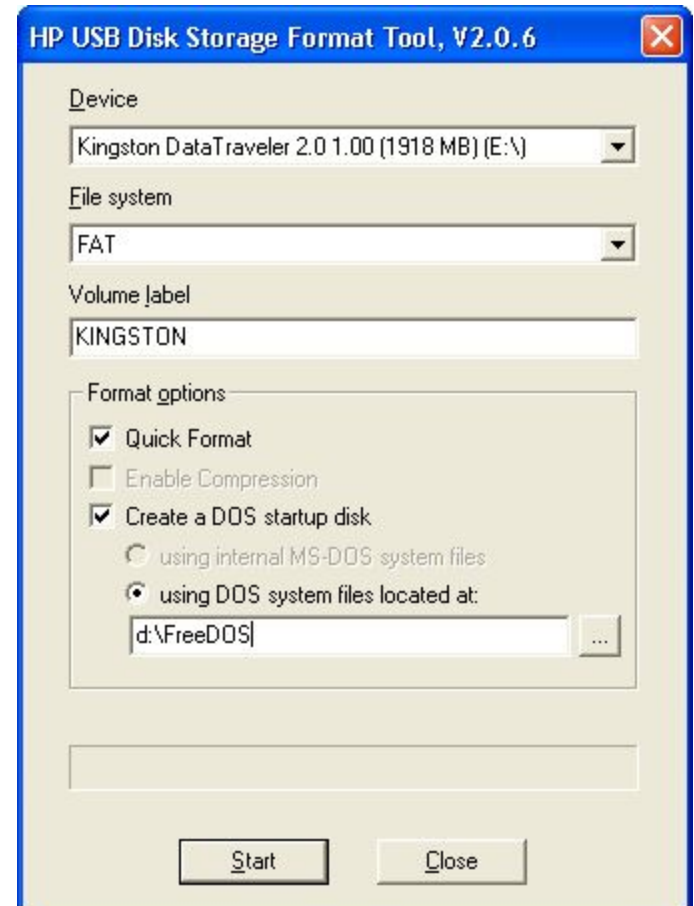 HP USB Disk Storage Format Tool, V2.0.6
Device
Kingston DataTraveler 2.0 1.00 (1918 MB) (E:\)
File system
FAT
Volume label
KINGSTON
Format options
Quick Format
Enable Compression
Create a DOS startup disk
using internal MS-DOS system files
using DOS system files located at:
d:\FreeDOS
...
Start Close